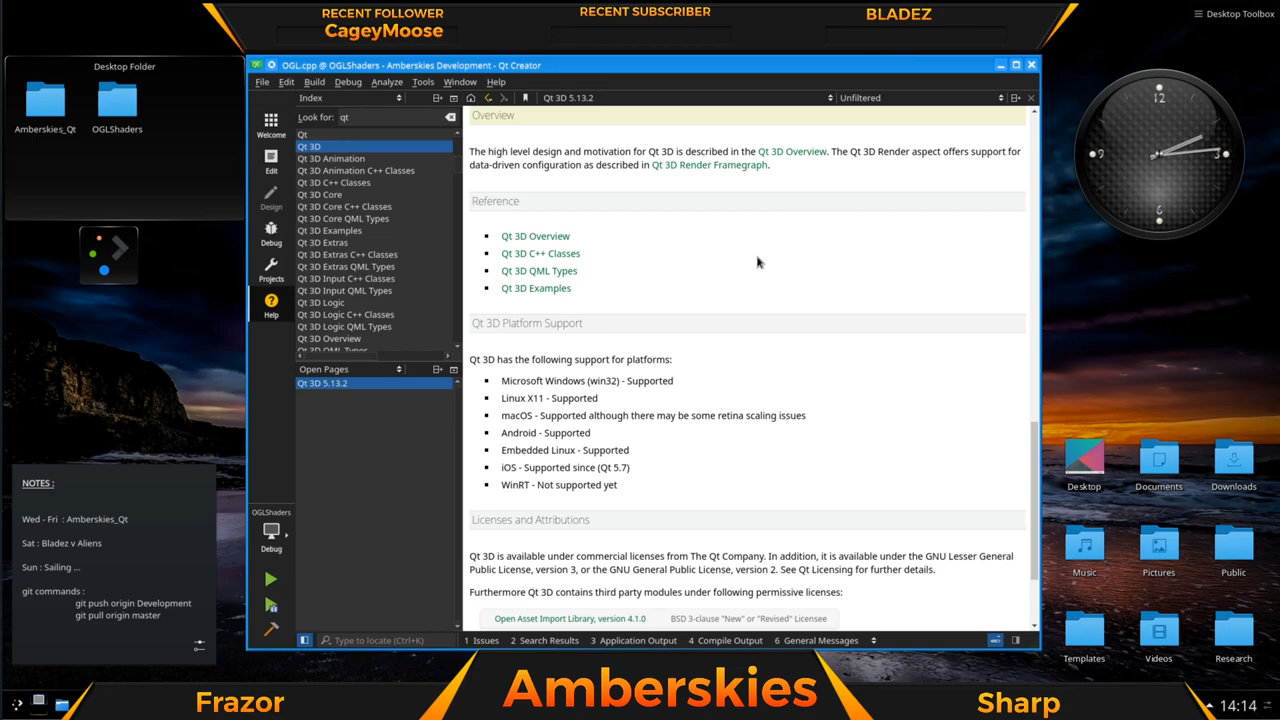 RECENT FOLLOWER
CageyMoose
RECENT SUBSCRIBER
BLADEZ
Desktop Toolbox
Desktop Folder
Amberskies_Qt
OGLShaders
12
3
6
9
OGL.cpp @ OGLShaders - Amberskies Development - Qt Creator
File Edit Build Debug Analyze Tools Window Help
Index
Qt 3D 5.13.2
Unfiltered
Welcome
Edit
Design
Debug
Projects
Help
Look for: qt
Qt
Qt 3D
Qt 3D Animation
Qt 3D Animation C++ Classes
Qt 3D C++ Classes
Qt 3D Core
Qt 3D Core C++ Classes
Qt 3D Core QML Types
Qt 3D Examples
Qt 3D Extras
Qt 3D Extras C++ Classes
Qt 3D Extras QML Types
Qt 3D Input C++ Classes
Qt 3D Input QML Types
Qt 3D Logic
Qt 3D Logic C++ Classes
Qt 3D Logic QML Types
Qt 3D Overview
Qt 3D QML Types
Open Pages
Qt 3D 5.13.2
Overview
The high level design and motivation for Qt 3D is described in the Qt 3D Overview. The Qt 3D Render aspect offers support for
data-driven configuration as described in Qt 3D Render Framegraph.
Reference
Qt 3D Overview
Qt 3D C++ Classes
Qt 3D QML Types
Qt 3D Examples
Qt 3D Platform Support
Qt 3D has the following support for platforms:
Microsoft Windows (win32) - Supported
Linux X11 - Supported
macOS - Supported although there may be some retina scaling issues
Android - Supported
Embedded Linux - Supported
iOS - Supported since (Qt 5.7)
WinRT - Not supported yet
Licenses and Attributions
Qt 3D is available under commercial licenses from The Qt Company. In addition, it is available under the GNU Lesser General
Public License, version 3, or the GNU General Public License, version 2. See Qt Licensing for further details.
Furthermore Qt 3D contains third party modules under following permissive licenses:
Open Asset Import Library, version 4.1.0 BSD 3-clause "New" or "Revised" Licensee
OGLShaders
Debug
Type to locate (Ctrl+K)
1 Issues 2 Search Results 3 Application Output 4 Compile Output 6 General Messages
NOTES :
Wed - Fri : Amberskies_Qt
Sat : Bladez v Aliens
Sun : Sailing ...
git commands :
git push origin Development
git pull origin master
Desktop
Documents
Downloads
Music
Pictures
Public
Templates
Videos
Research
Frazor
Amberskies
Sharp
14:14